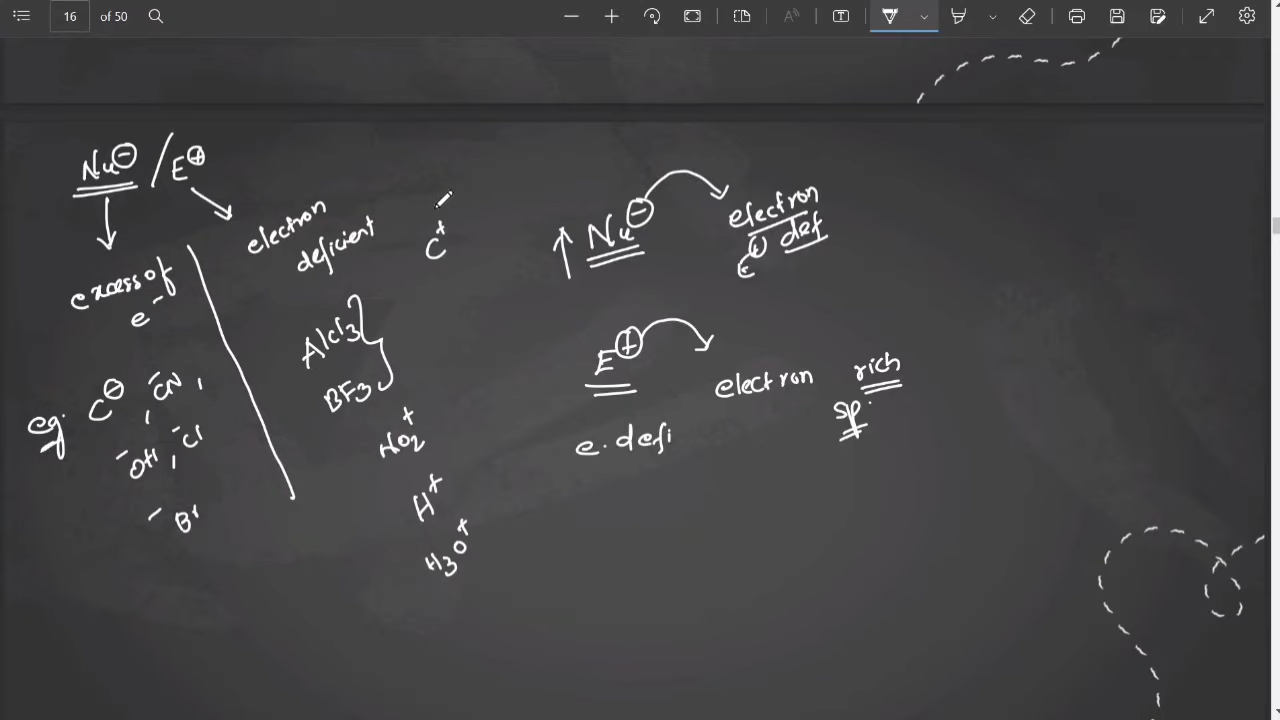 16 of 50
Nu⊖ / E⊕
excess of
e⁻
eg. C⊖, ⁻CN,
⁻OH, ⁻Cl
⁻Br
electron
deficient
C⁺
AlCl3
BF3
NO2⁺
H⁺
H3O⁺
↑ Nu⊖
electron
def
E⊕
E⊕
electron rich
sp.
e. defi